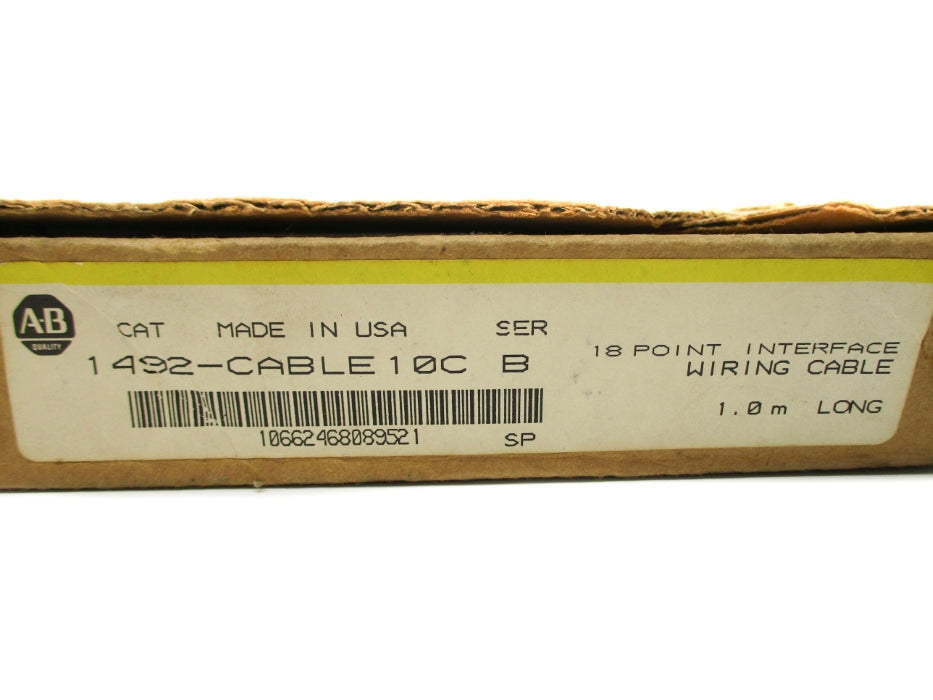 A-B
QUALITY
CAT MADE IN USA SER
1492-CABLE10C B
18 POINT INTERFACE
WIRING CABLE
1.0m LONG
10662468089521
SP